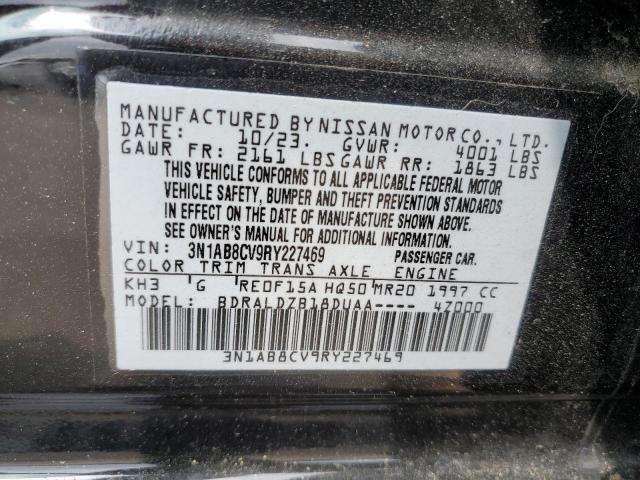 MANUFACTURED BY NISSAN MOTOR CO., LTD.
DATE: 10/23. GVWR: 4001 LBS
GAWR FR: 2161 LBS GAWR RR: 1863 LBS
THIS VEHICLE CONFORMS TO ALL APPLICABLE FEDERAL MOTOR
VEHICLE SAFETY, BUMPER AND THEFT PREVENTION STANDARDS
IN EFFECT ON THE DATE OF MANUFACTURE SHOWN ABOVE.
SEE OWNER'S MANUAL FOR ADDITIONAL INFORMATION.
VIN: 3N1AB8CV9RY227469 PASSENGER CAR.
COLOR TRIM TRANS AXLE ENGINE
KH3 G RE0F15A HQ50 MR20 1997 CC
MODEL: BDRALDZB18DUAA---- 4Z000
3N1AB8CV9RY227469